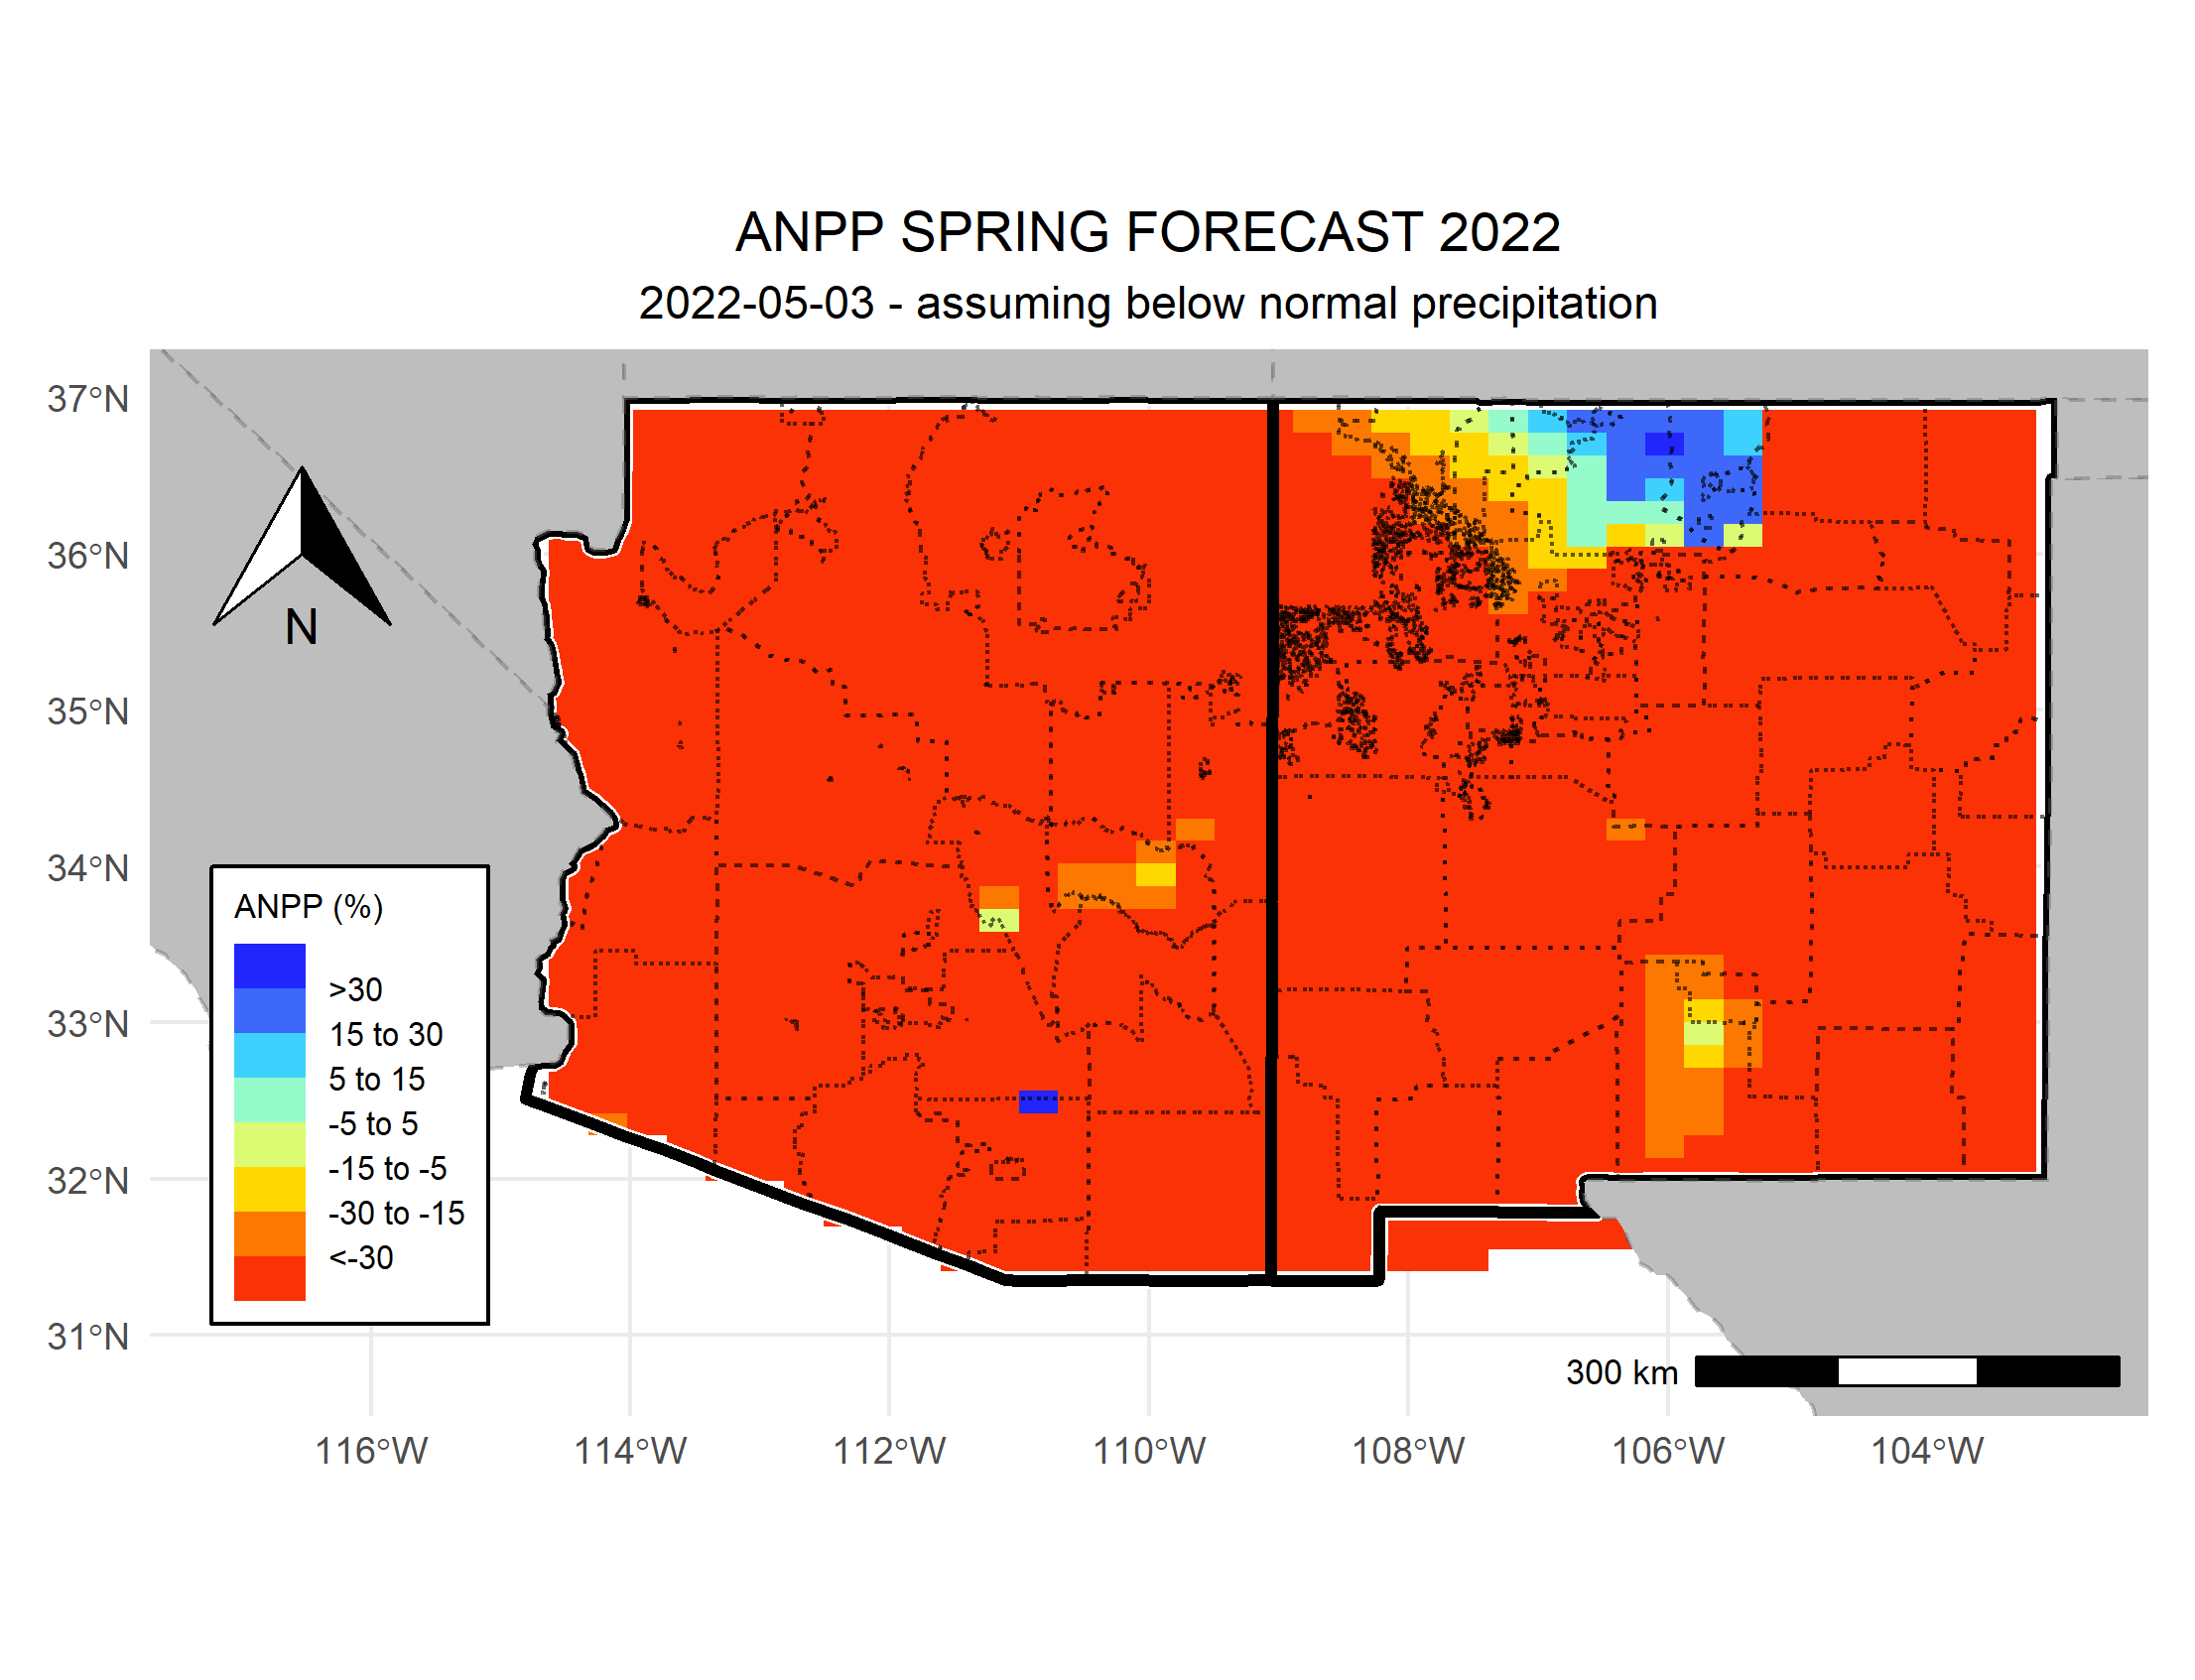 ANPP SPRING FORECAST 2022
2022-05-03 - assuming below normal precipitation
37°N
36°N
35°N
34°N
33°N
32°N
31°N
N
ANPP (%)
>30
15 to 30
5 to 15
-5 to 5
-15 to -5
-30 to -15
<-30
300 km
116°W
114°W
112°W
110°W
108°W
106°W
104°W